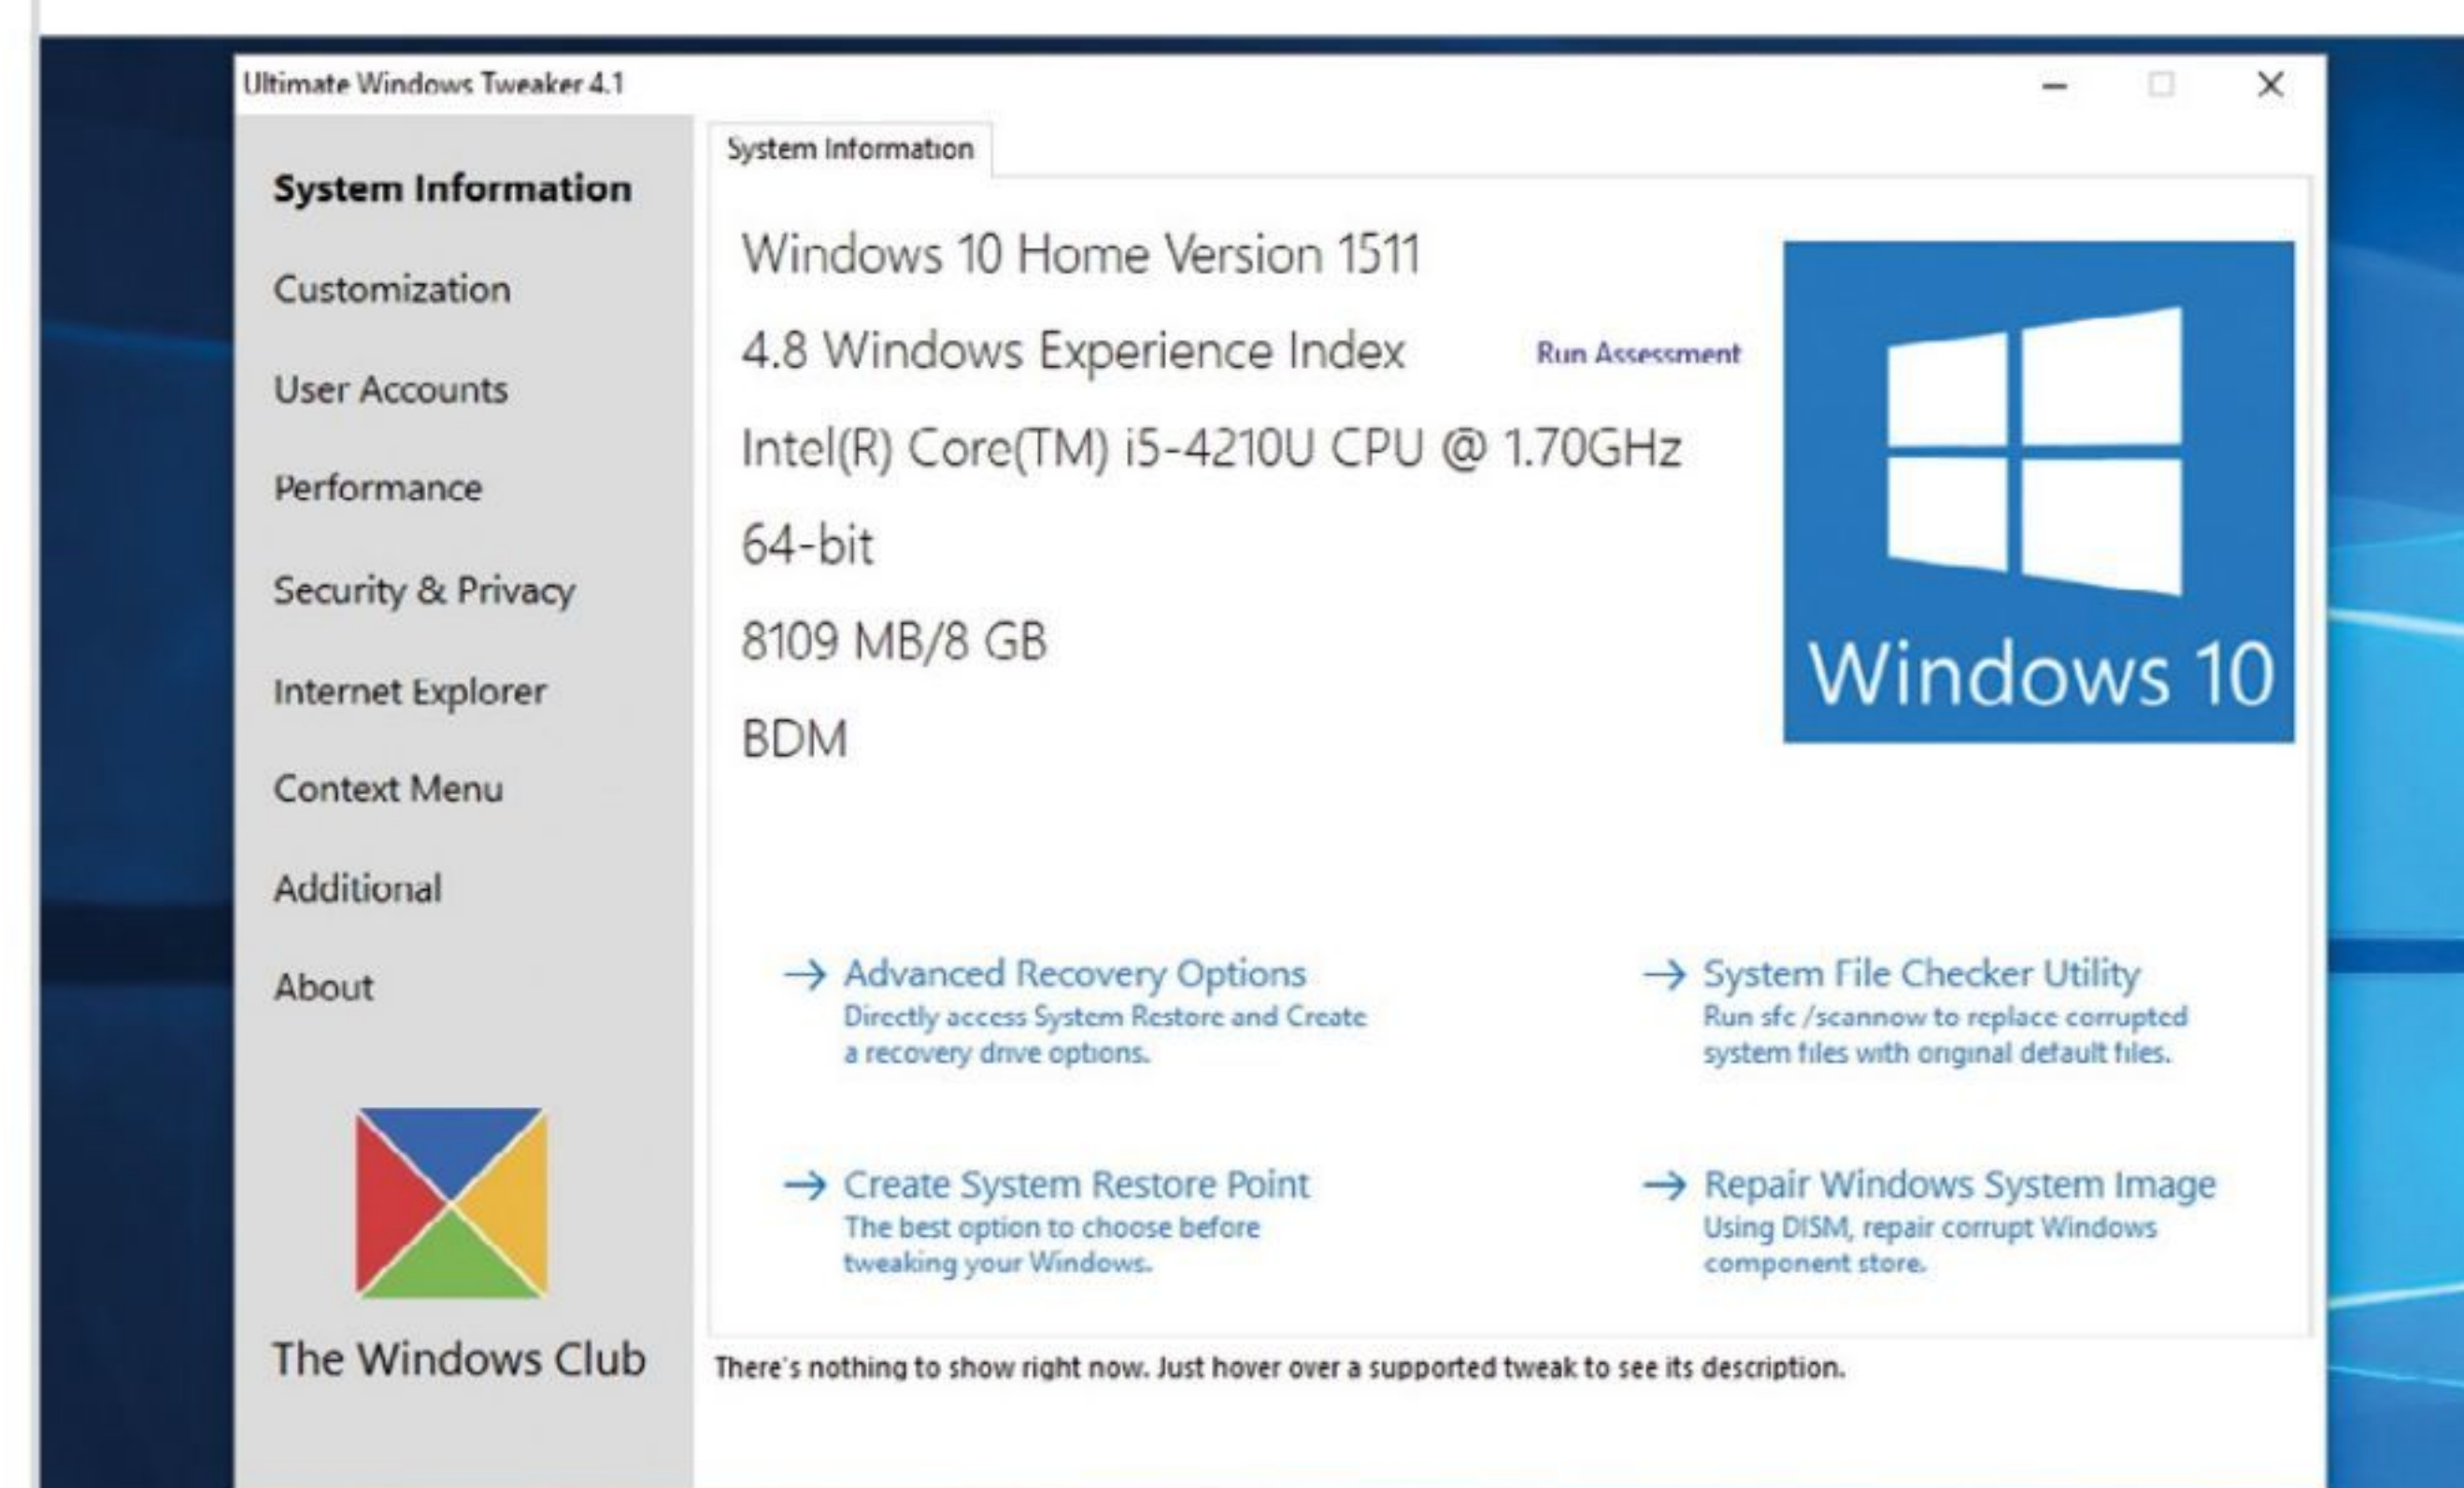 Ultimate Windows Tweaker 4.1
System Information
Customization
User Accounts
Performance
Security & Privacy
Internet Explorer
Context Menu
Additional
About
The Windows Club
System Information
Windows 10 Home Version 1511
4.8 Windows Experience Index Run Assessment
Intel(R) Core(TM) i5-4210U CPU @ 1.70GHz
64-bit
8109 MB/8 GB
BDM
Windows 10
Advanced Recovery Options
Directly access System Restore and Create
a recovery drive options.
System File Checker Utility
Run sfc /scannow to replace corrupted
system files with original default files.
Create System Restore Point
The best option to choose before
tweaking your Windows.
Repair Windows System Image
Using DISM, repair corrupt Windows
component store.
There's nothing to show right now. Just hover over a supported tweak to see its description.